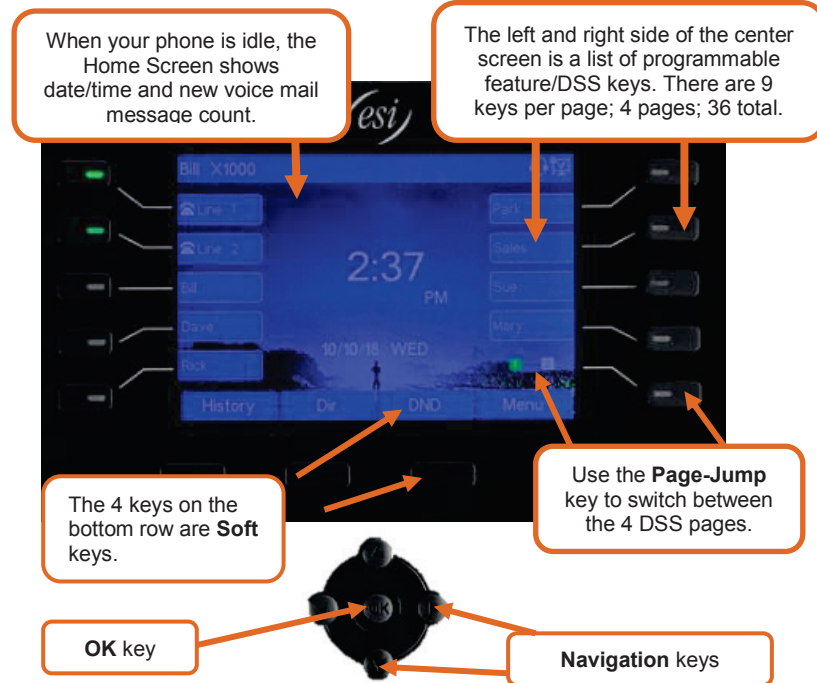 When your phone is idle, the
Home Screen shows
date/time and new voice mail
message count.
The left and right side of the center
screen is a list of programmable
feature/DSS keys. There are 9
keys per page; 4 pages; 36 total.
esi
Bill X1000
Line 1
Park
Line 2
Sales
2:37
PM
Bill
Sue
Dave
Mary
10/10/18 WED
Rick
1
History
Dir
DND
Menu
The 4 keys on the
bottom row are Soft
keys.
Use the Page-Jump
key to switch between
the 4 DSS pages.
OK
OK key
Navigation keys